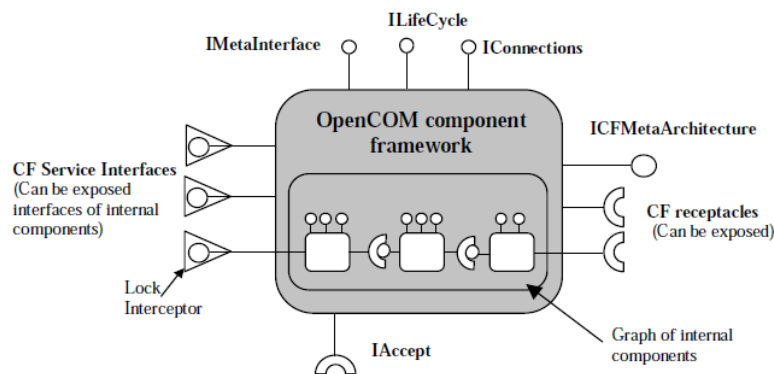 ILifeCycle
IMetaInterface
IConnections
OpenCOM component
framework
ICFMetaArchitecture
CF Service Interfaces
(Can be exposed
interfaces of internal
components)
CF receptacles
(Can be exposed)
Lock
Interceptor
IAccept
Graph of internal
components